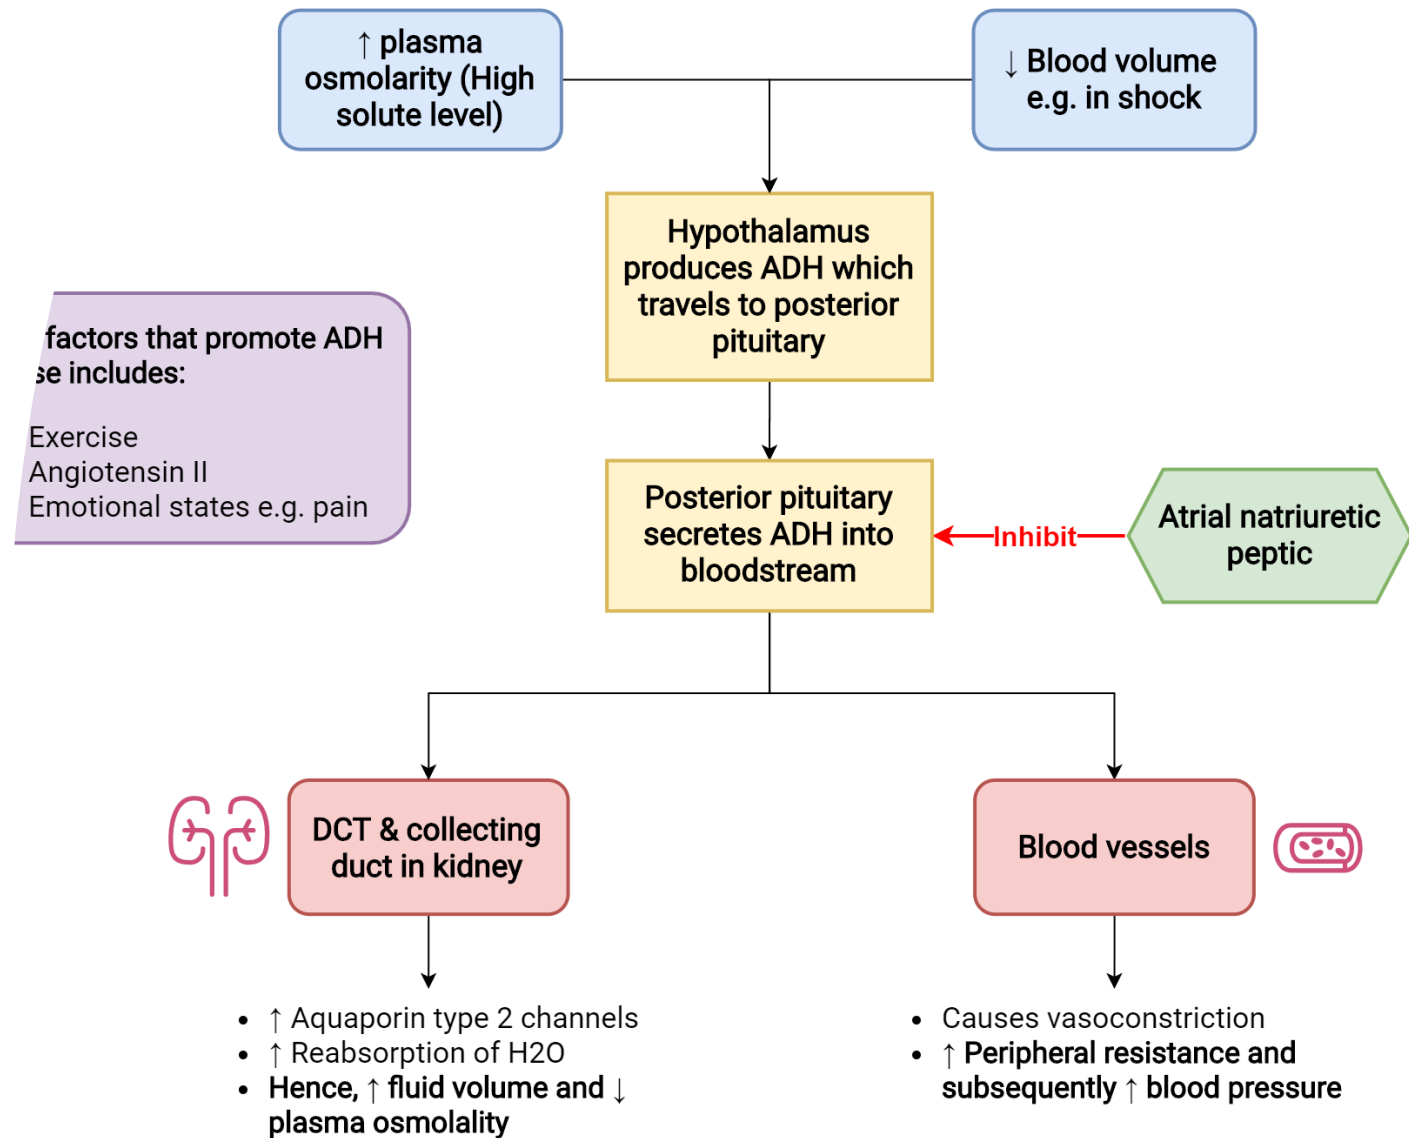 ↑ plasma
osmolarity (High
solute level)
↓ Blood volume
e.g. in shock
Hypothalamus
produces ADH which
travels to posterior
pituitary
factors that promote ADH
se includes:
Exercise
Angiotensin II
Emotional states e.g. pain
Posterior pituitary
secretes ADH into
bloodstream
Inhibit
Atrial natriuretic
peptic
DCT & collecting
duct in kidney
Blood vessels
• ↑ Aquaporin type 2 channels
• ↑ Reabsorption of H2O
• Hence, ↑ fluid volume and ↓
plasma osmolality
• Causes vasoconstriction
• ↑ Peripheral resistance and
subsequently ↑ blood pressure